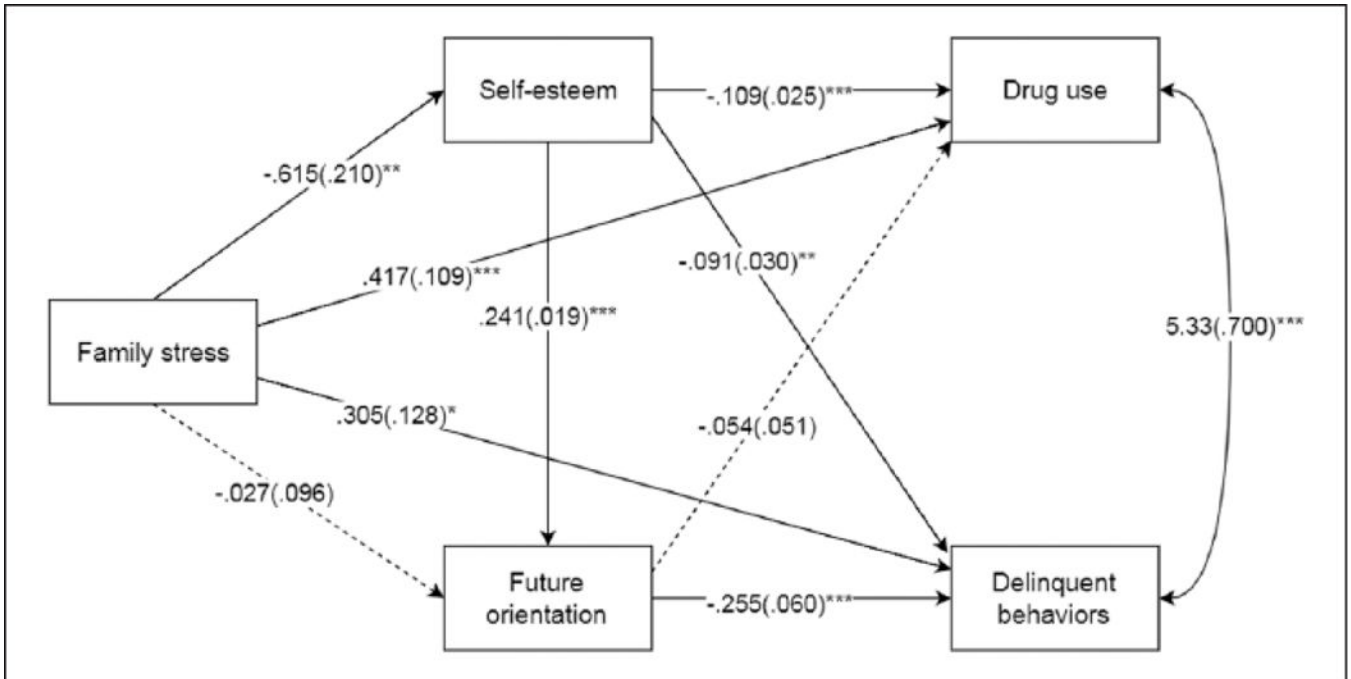 Self-esteem
-.109(.025)***
Drug use
-.615(.210)**
-.091(.030)**
.417(.109)***
.241(.019)***
5.33(.700)***
Family stress
.305(.128)*
-.054(.051)
-.027(.096)
Future
orientation
-.255(.060)***
Delinquent
behaviors